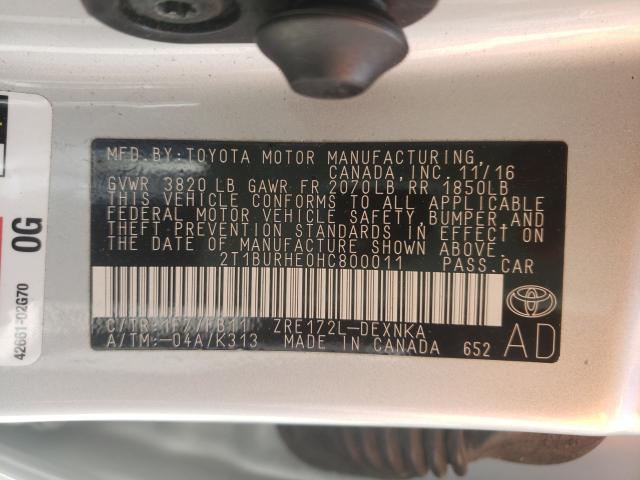 MFD. BY:TOYOTA MOTOR MANUFACTURING,
CANADA, INC. 11/16
GVWR 3820 LB GAWR FR 2070LB RR 1850LB
THIS VEHICLE CONFORMS TO ALL APPLICABLE
FEDERAL MOTOR VEHICLE SAFETY, BUMPER, AND
THEFT PREVENTION STANDARDS IN EFFECT ON
THE DATE OF MANUFACTURE SHOWN ABOVE.
2T1BURHE0HC800011 PASS.CAR
C/TR:1F7/FB11 ZRE172L-DEXNKA
A/TM:-04A/K313 MADE IN CANADA 652
AD
42661-02G70
0G